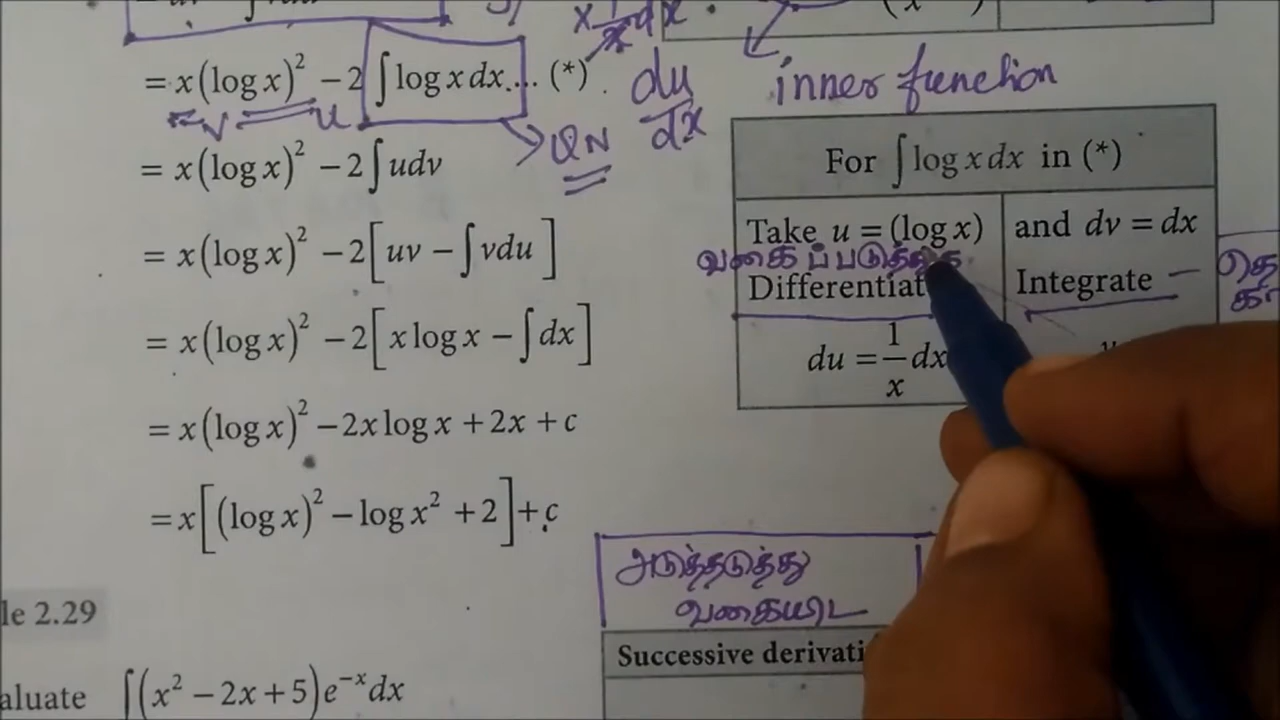 = x(log x)² − 2 ∫ log x dx ... (*)
v u
QN
du/dx
inner function
= x(log x)² − 2∫udv
= x(log x)² − 2[uv − ∫vdu]
= x(log x)² − 2[x log x − ∫dx]
= x(log x)² − 2x log x + 2x + c
= x[(log x)² − log x² + 2] + c
For ∫ log x dx in (*)
Take u = (log x) and dv = dx
வகைப்படுத்துக
Integrate –
du = 1/x dx
அடுத்தடுத்து
வகையிட
Successive
le 2.29
aluate ∫(x² − 2x + 5)e⁻ˣdx